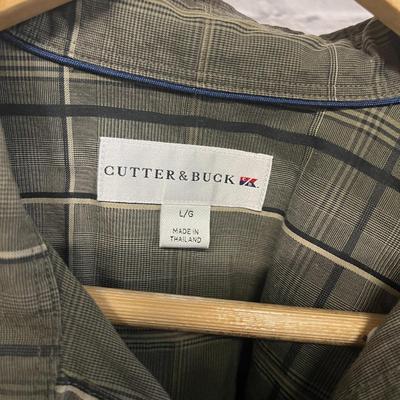 CUTTER & BUCK
L/G
MADE IN
THAILAND